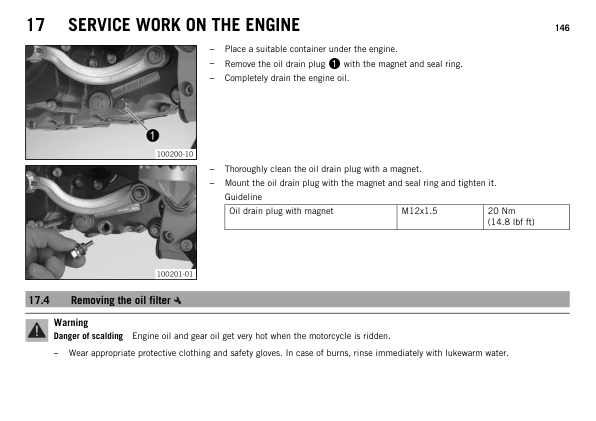 17 SERVICE WORK ON THE ENGINE 146
– Place a suitable container under the engine.
– Remove the oil drain plug 1 with the magnet and seal ring.
– Completely drain the engine oil.
1
100200-10
– Thoroughly clean the oil drain plug with a magnet.
– Mount the oil drain plug with the magnet and seal ring and tighten it.
Guideline
Oil drain plug with magnet M12x1.5 20 Nm
(14.8 lbf ft)
100201-01
17.4 Removing the oil filter
Warning
Danger of scalding Engine oil and gear oil get very hot when the motorcycle is ridden.
– Wear appropriate protective clothing and safety gloves. In case of burns, rinse immediately with lukewarm water.